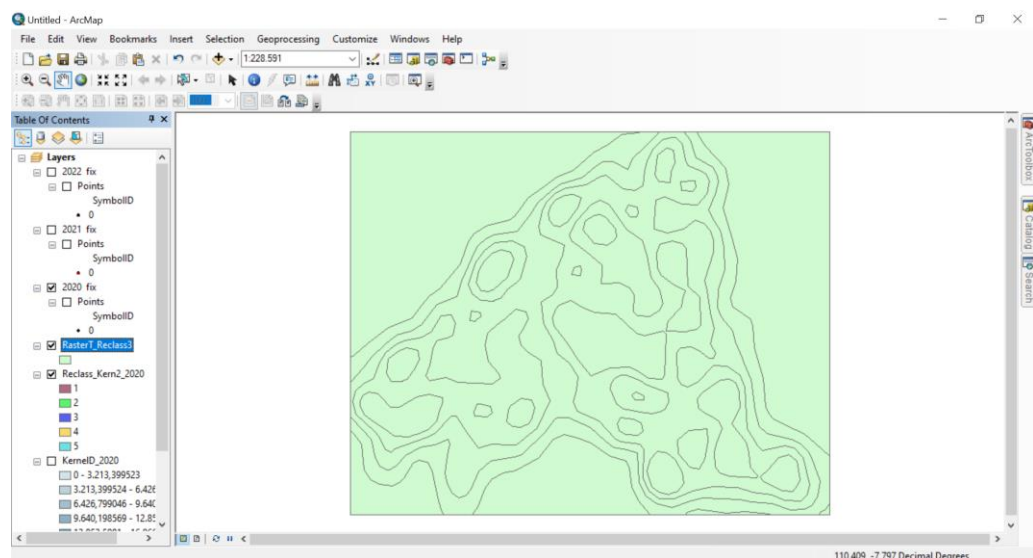 Untitled - ArcMap
File Edit View Bookmarks Insert Selection Geoprocessing Customize Windows Help
1:228.591
Table Of Contents
Layers
2022 fix
Points
SymbolID
0
2021 fix
Points
SymbolID
0
2020 fix
Points
SymbolID
0
RasterT_Reclass3
Reclass_Kern2_2020
1
2
3
4
5
KernelD_2020
0 - 3.213,399523
3.213,399524 - 6.426
6.426,799046 - 9.640
9.640,198569 - 12.85
ArcToolbox
Catalog
Search
110,409 -7,797 Decimal Degrees